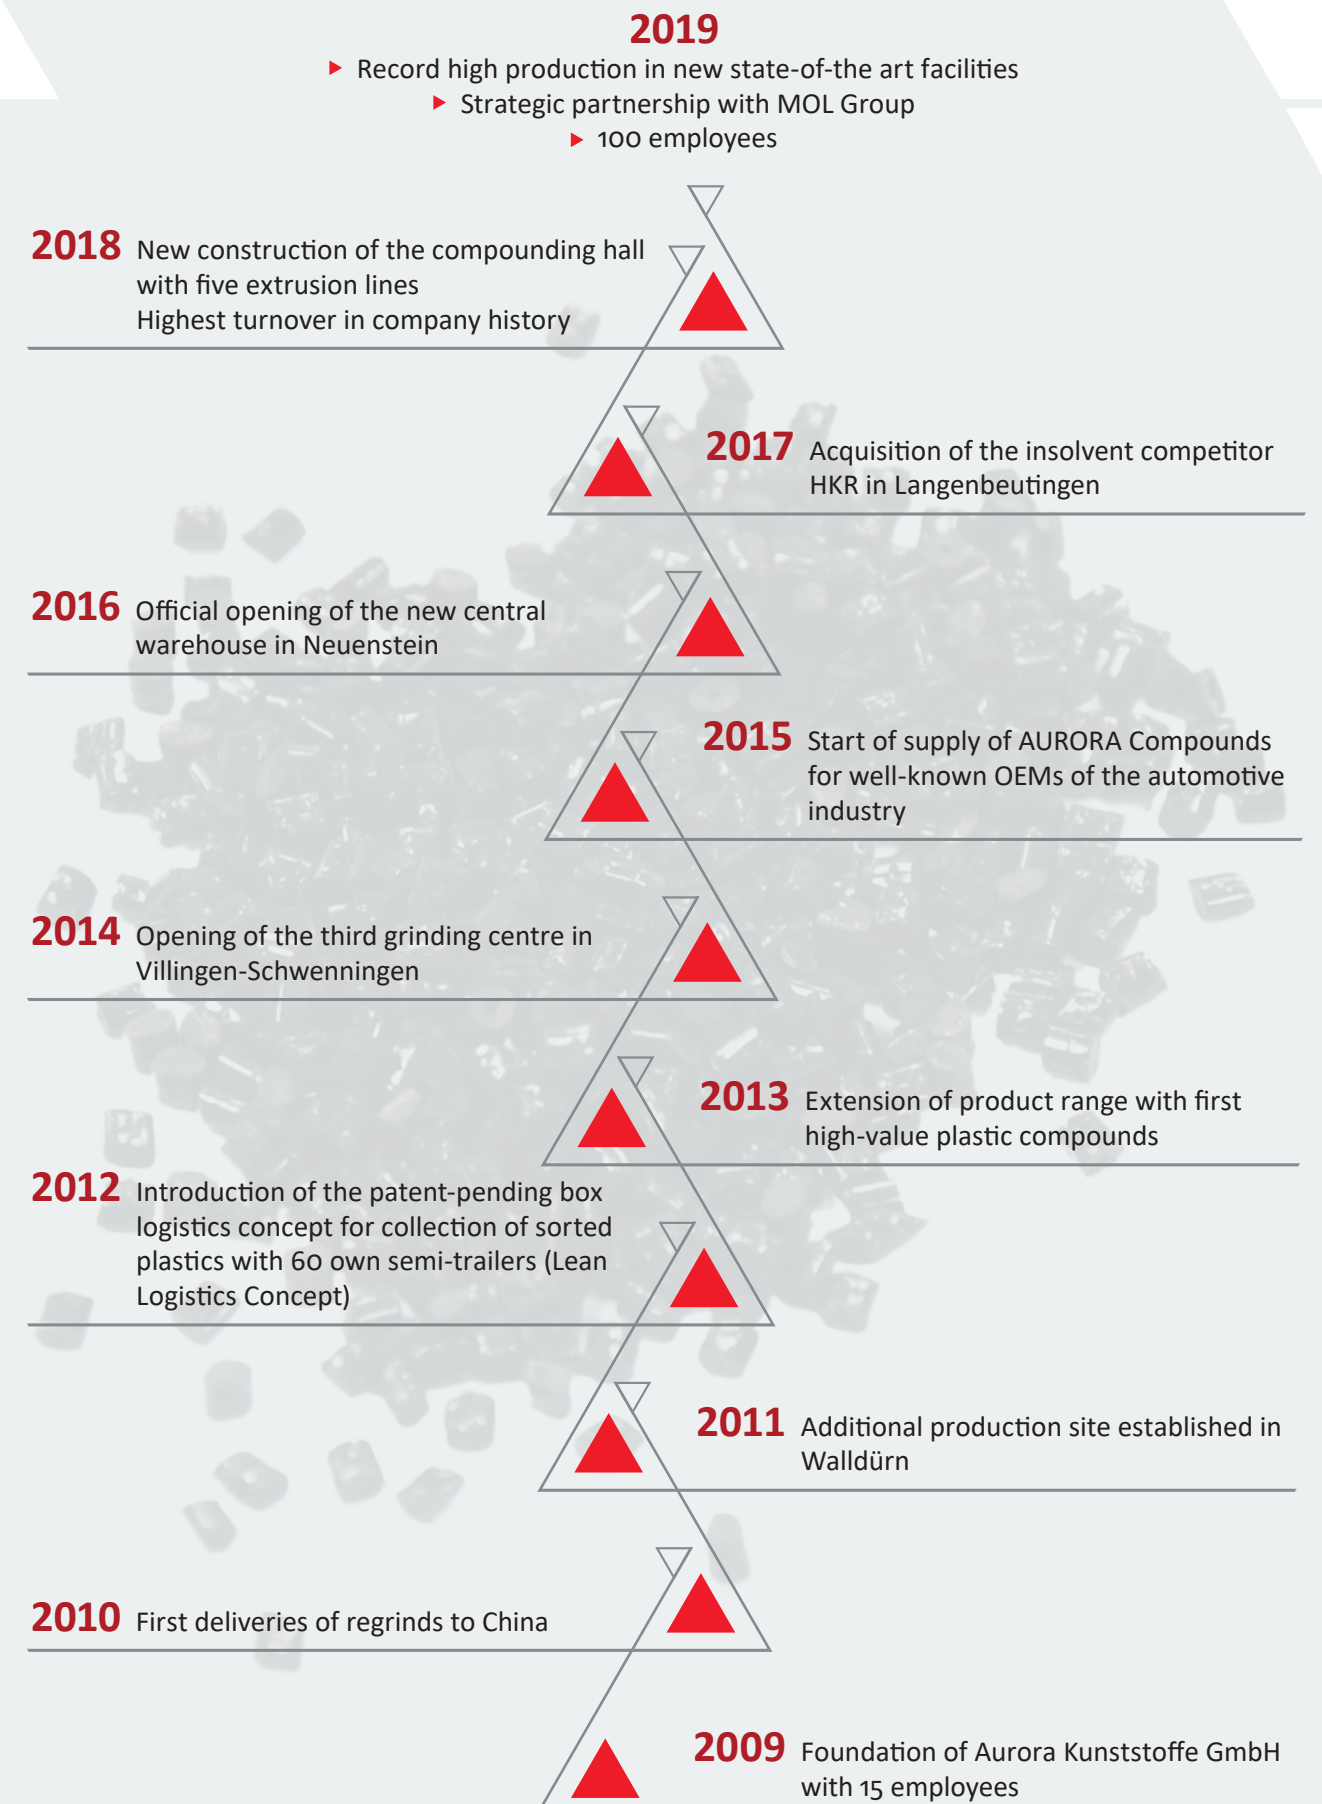 2019
▶ Record high production in new state-of-the art facilities
▶ Strategic partnership with MOL Group
▶ 100 employees
2018 New construction of the compounding hall
with five extrusion lines
Highest turnover in company history
2017 Acquisition of the insolvent competitor
HKR in Langenbeutingen
2016 Official opening of the new central
warehouse in Neuenstein
2015 Start of supply of AURORA Compounds
for well-known OEMs of the automotive
industry
2014 Opening of the third grinding centre in
Villingen-Schwenningen
2013 Extension of product range with first
high-value plastic compounds
2012 Introduction of the patent-pending box
logistics concept for collection of sorted
plastics with 60 own semi-trailers (Lean
Logistics Concept)
2011 Additional production site established in
Walldürn
2010 First deliveries of regrinds to China
2009 Foundation of Aurora Kunststoffe GmbH
with 15 employees